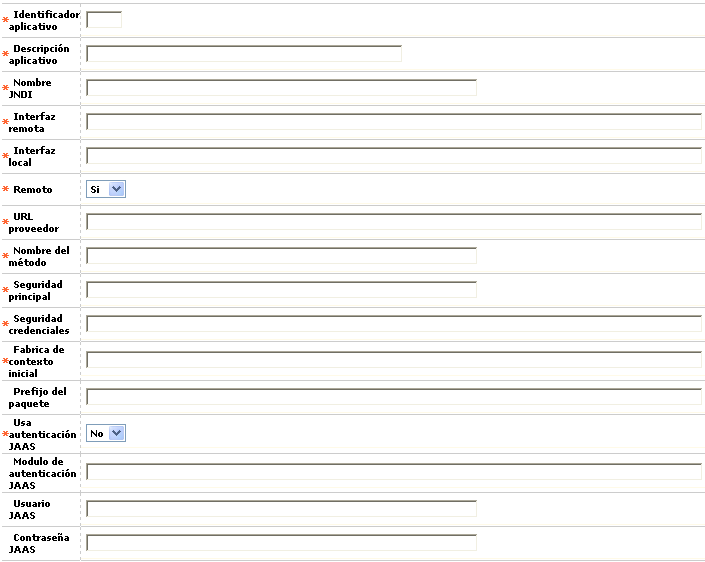 * Identificador
aplicativo
* Descripción
aplicativo
* Nombre
JNDI
* Interfaz
remota
* Interfaz
local
* Remoto Si
* URL
proveedor
* Nombre del
método
* Seguridad
principal
* Seguridad
credenciales
Fabrica de
* contexto
inicial
Prefijo del
paquete
Usa
* autenticación No
JAAS
Modulo de
autenticación
JAAS
Usuario
JAAS
Contraseña
JAAS